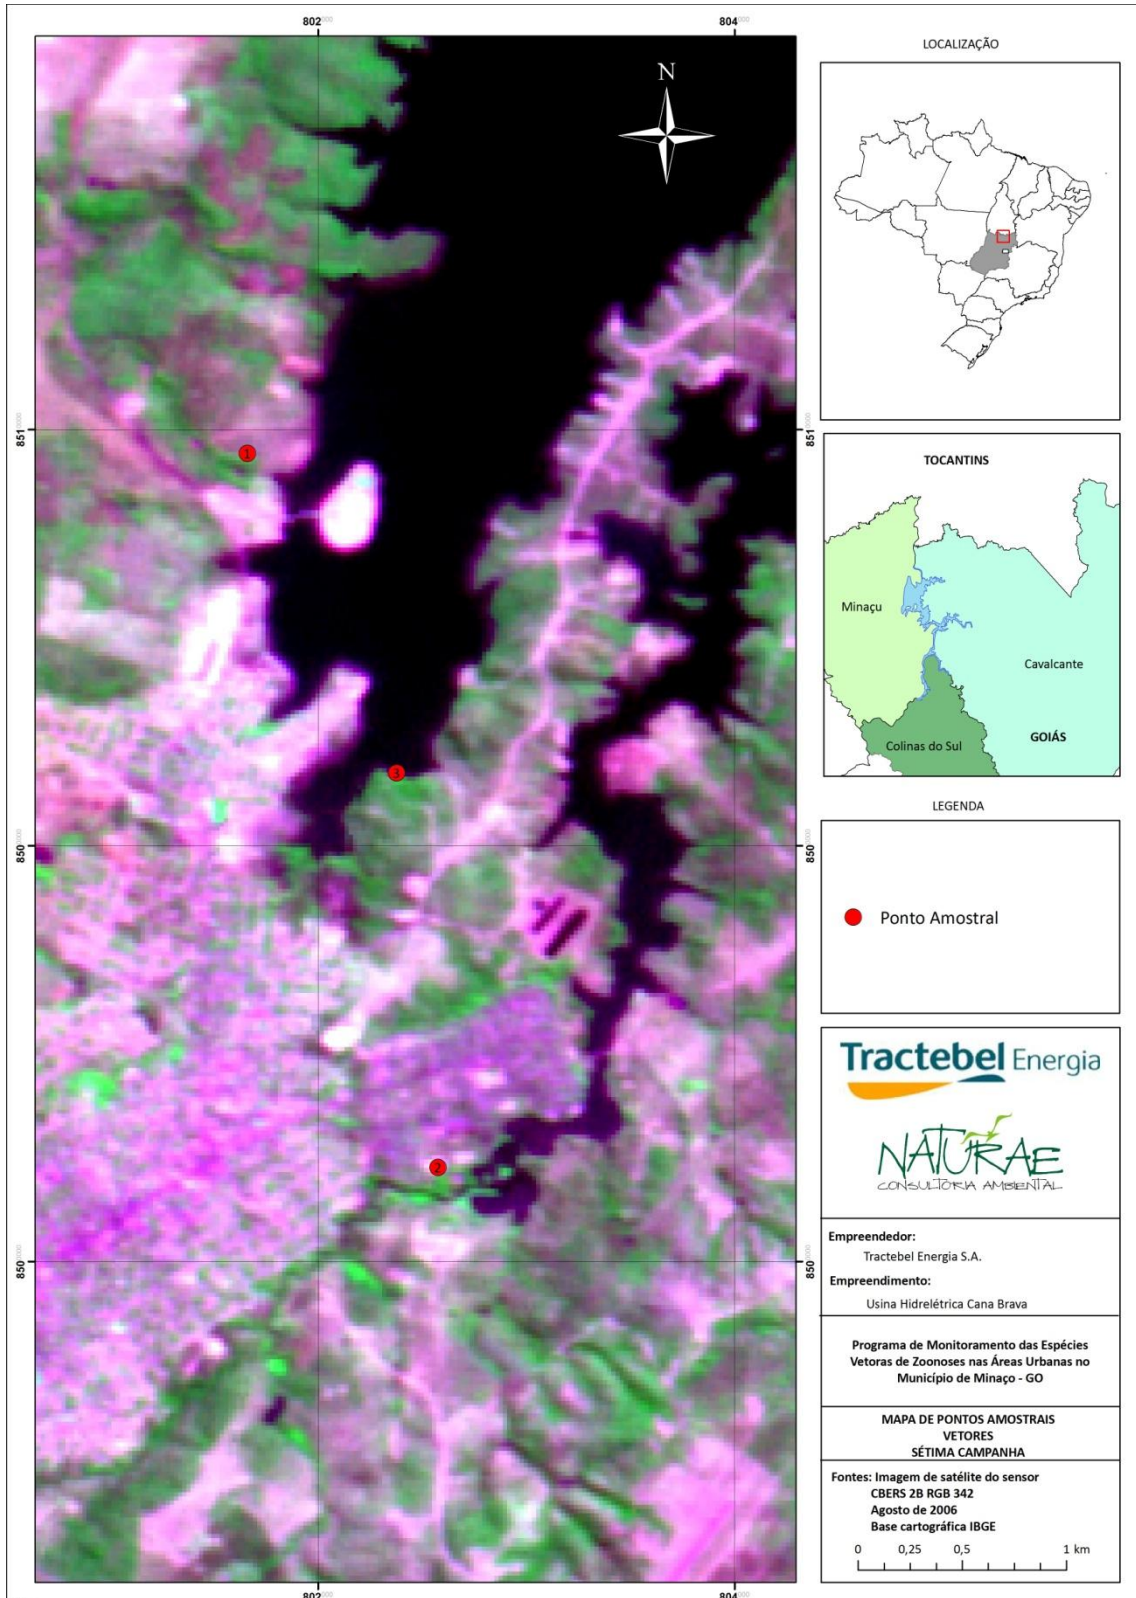 802000
804000
N
851
850
850
1
3
2
802
804
LOCALIZAÇÃO
TOCANTINS
Minaçu
Cavalcante
GOIÁS
Colinas do Sul
LEGENDA
Ponto Amostral
Tractebel Energia
NATURAE
CONSULTORIA AMBIENTAL
Empreendedor:
Tractebel Energia S.A.
Empreendimento:
Usina Hidrelétrica Cana Brava
Programa de Monitoramento das Espécies
Vetoras de Zoonoses nas Áreas Urbanas no
Município de Minaço - GO
MAPA DE PONTOS AMOSTRAIS
VETORES
SÉTIMA CAMPANHA
Fontes: Imagem de satélite do sensor
CBERS 2B RGB 342
Agosto de 2006
Base cartográfica IBGE
0 0,25 0,5 1 km